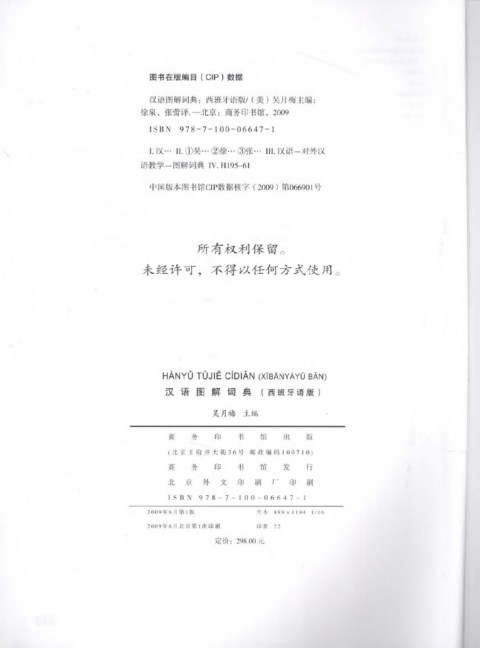 图书在版编目（CIP）数据
汉语图解词典：西班牙语版/（美）吴月梅主编；
徐泉、张蕾译.—北京：商务印书馆，2009
ISBN 978-7-100-06647-1
Ⅰ.汉… Ⅱ.①吴… ②徐… ③张… Ⅲ.汉语－对外汉
语教学－图解词典 Ⅳ.H195-61
中国版本图书馆CIP数据核字（2009）第066901号
所有权利保留。
未经许可，不得以任何方式使用。
HÀNYǓ TÚJIĚ CÍDIǍN (XĪBĀNYÁYǓ BǍN)
汉语图解词典（西班牙语版）
吴月梅 主编
商务印书馆出版
(北京王府井大街36号 邮政编码100710)
商务印书馆发行
北京外文印刷厂印刷
ISBN 978-7-100-06647-1
2009年6月第1版 开本 889×1194 1/16
2009年6月北京第1次印刷 印张 22
定价：298.00 元